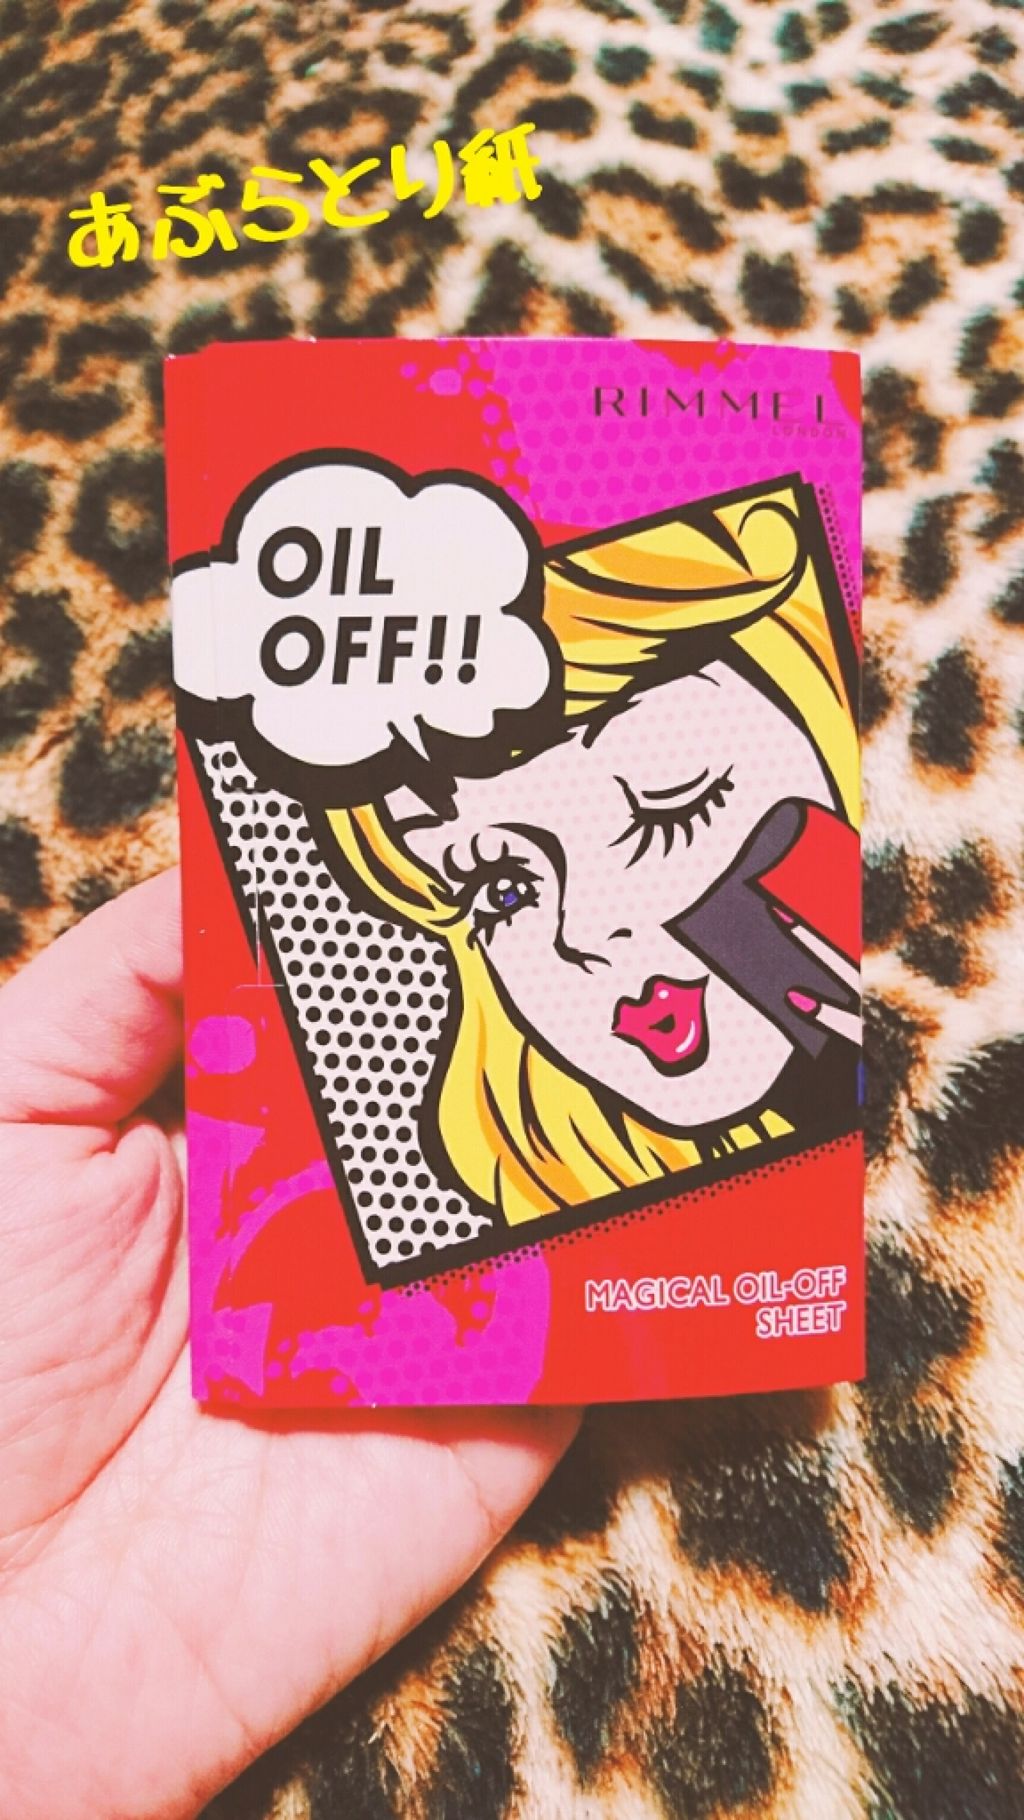 あぶらとり紙
RIMMEL
LONDON
OIL
OFF!!
MAGICAL OIL-OFF
SHEET